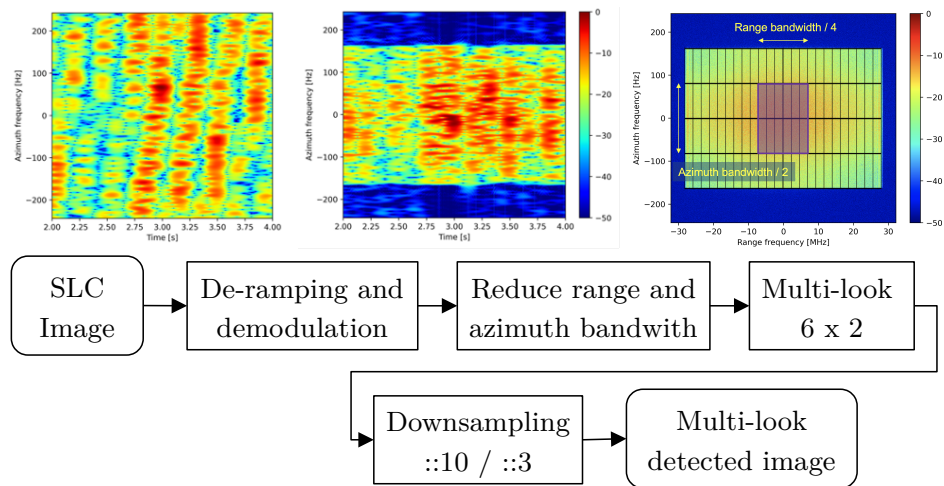 200
100
0
−100
−200
Azimuth frequency [Hz]
2.00 2.25 2.50 2.75 3.00 3.25 3.50 3.75 4.00
Time [s]
200
100
0
−100
−200
Azimuth frequency [Hz]
2.00 2.25 2.50 2.75 3.00 3.25 3.50 3.75 4.00
Time [s]
0
−10
−20
−30
−40
−50
Range bandwidth / 4
Azimuth bandwidth / 2
200
100
0
−100
−200
Azimuth frequency [Hz]
−30 −20 −10 0 10 20 30
Range frequency [MHz]
0
−10
−20
−30
−40
−50
SLC
Image
De-ramping and
demodulation
Reduce range and
azimuth bandwith
Multi-look
6 x 2
Downsampling
::10 / ::3
Multi-look
detected image